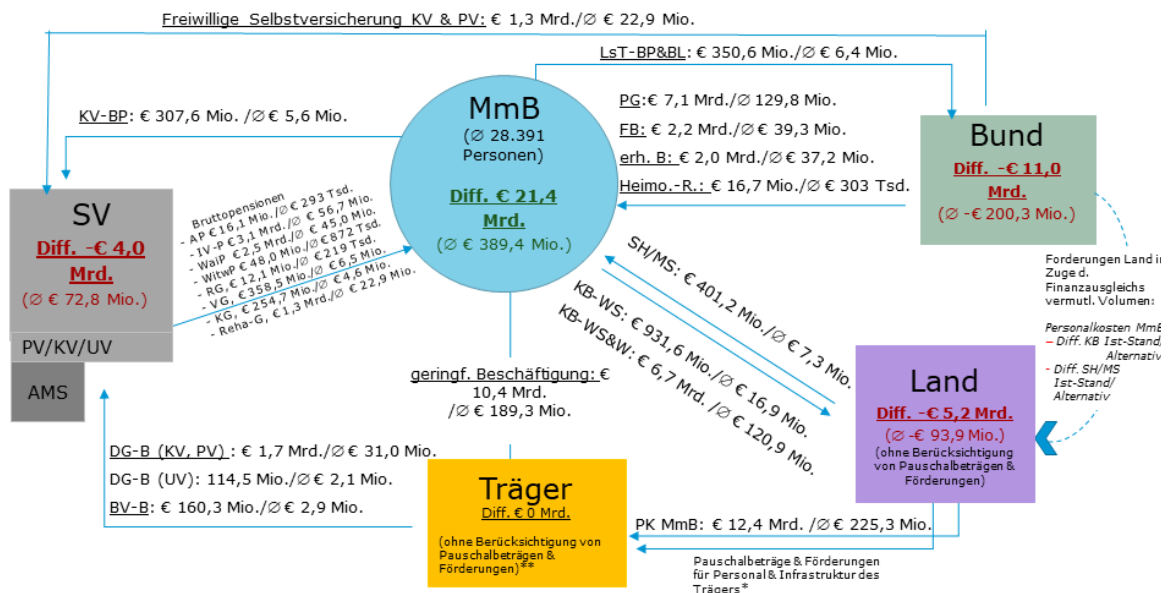 Freiwillige Selbstversicherung KV & PV: € 1,3 Mrd./∅ € 22,9 Mio.
LsT-BP&BL: € 350,6 Mio./∅ € 6,4 Mio.
KV-BP: € 307,6 Mio. /∅ € 5,6 Mio.
MmB
(∅ 28.391
Personen)
Diff. € 21,4
Mrd.
(∅ € 389,4 Mio.)
PG:€ 7,1 Mrd./∅ 129,8 Mio.
FB: € 2,2 Mrd./∅ € 39,3 Mio.
erh. B: € 2,0 Mrd./∅ € 37,2 Mio.
Heimo.-R.: € 16,7 Mio./∅ € 303 Tsd.
Bund
Diff. -€ 11,0
Mrd.
(∅ -€ 200,3 Mio.)
SV
Diff. -€ 4,0
Mrd.
(∅ € 72,8 Mio.)
PV/KV/UV
AMS
Bruttopensionen
- AP € 16,1 Mio./∅ € 293 Tsd.
- IV-P €3,1 Mrd./∅ € 56,7 Mio.
- WaiP € 2,5 Mrd./∅ € 45,0 Mio.
- WitwP € 48,0 Mio./∅ €872 Tsd.
- RG,€ 12,1 Mio./∅ € 219 Tsd.
- VG, €358,5 Mio./∅ € 6,5 Mio.
- KG, € 254,7 Mio./∅ € 4,6 Mio.
- Reha-G, € 1,3 Mrd./∅ € 22,9 Mio.
SH/MS: € 401,2 Mio./∅ € 7,3 Mio.
KB-WS: € 931,6 Mio./∅ € 16,9 Mio.
KB-WS&W: € 6,7 Mrd. /∅ € 120,9 Mio.
Forderungen Land im
Zuge d.
Finanzausgleichs
vermutl. Volumen:
Personalkosten MmB
– Diff. KB Ist-Stand/
Alternativ
- Diff. SH/MS
Ist-Stand/
Alternativ
Land
Diff. -€ 5,2 Mrd.
(∅ -€ 93,9 Mio.)
(ohne Berücksichtigung
von Pauschalbeträgen &
Förderungen)
geringf. Beschäftigung: €
10,4 Mrd.
/∅ € 189,3 Mio.
DG-B (KV, PV) : € 1,7 Mrd./∅ € 31,0 Mio.
DG-B (UV): 114,5 Mio./∅ € 2,1 Mio.
BV-B: € 160,3 Mio./∅ € 2,9 Mio.
Träger
Diff. € 0 Mrd.
(ohne Berücksichtigung von
Pauschalbeträgen &
Förderungen)**
PK MmB: € 12,4 Mrd. /∅ € 225,3 Mio.
Pauschalbeträge & Förderungen
für Personal & Infrastruktur des
Trägers*